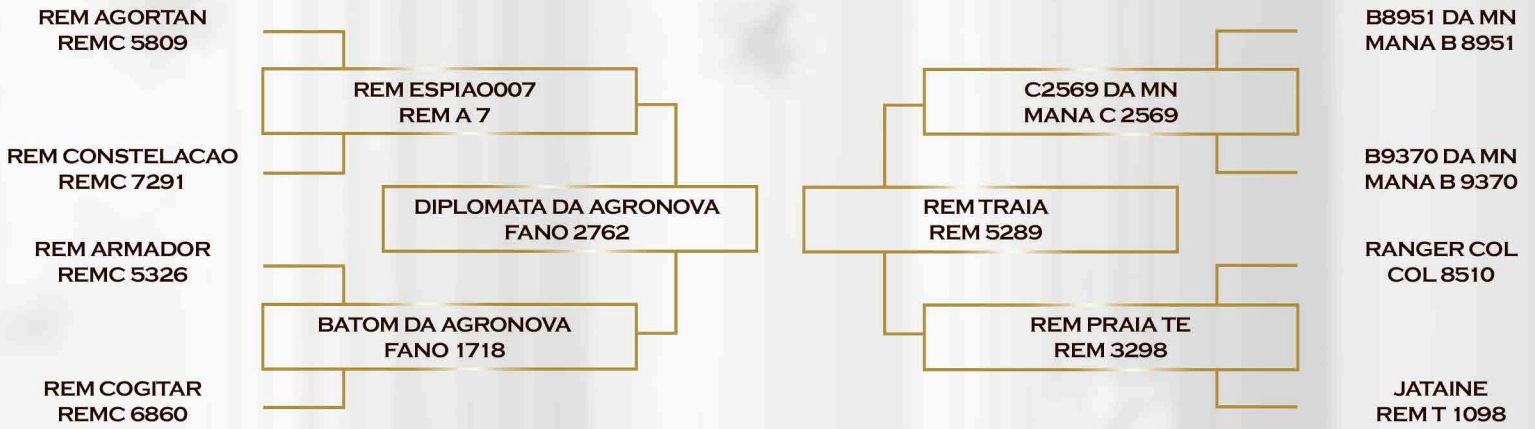 REM AGORTAN
REMC 5809
REM ESPIAO007
REM A 7
REM CONSTELACAO
REMC 7291
DIPLOMATA DA AGRONOVA
FANO 2762
REM ARMADOR
REMC 5326
BATOM DA AGRONOVA
FANO 1718
REM COGITAR
REMC 6860
B8951 DA MN
MANA B 8951
C2569 DA MN
MANA C 2569
B9370 DA MN
MANA B 9370
REM TRAIA
REM 5289
RANGER COL
COL 8510
REM PRAIA TE
REM 3298
JATAINE
REM T 1098